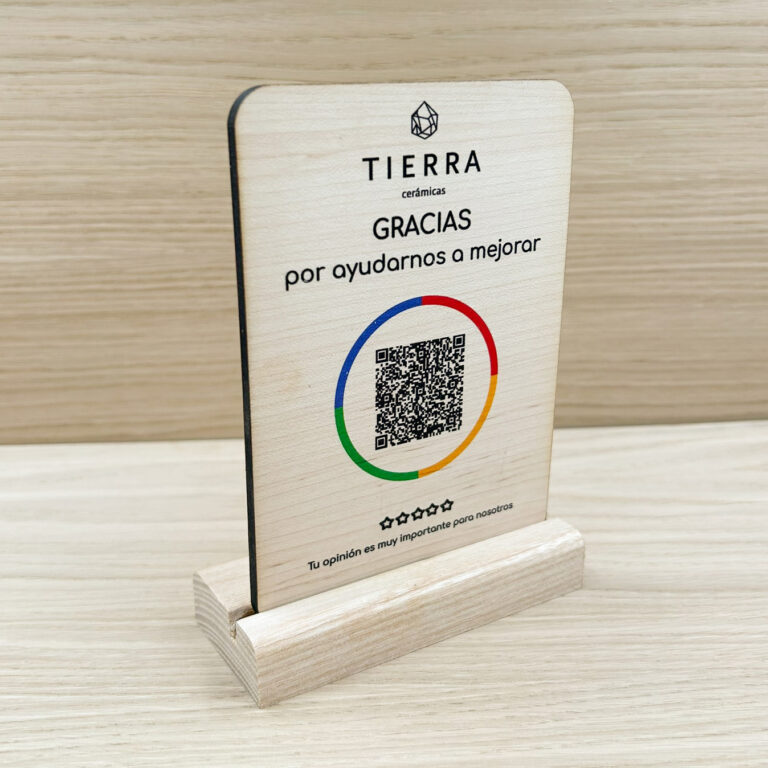 TIERRA
cerámicas
GRACIAS
por ayudarnos a mejorar
Tu opinión es muy importante para nosotros